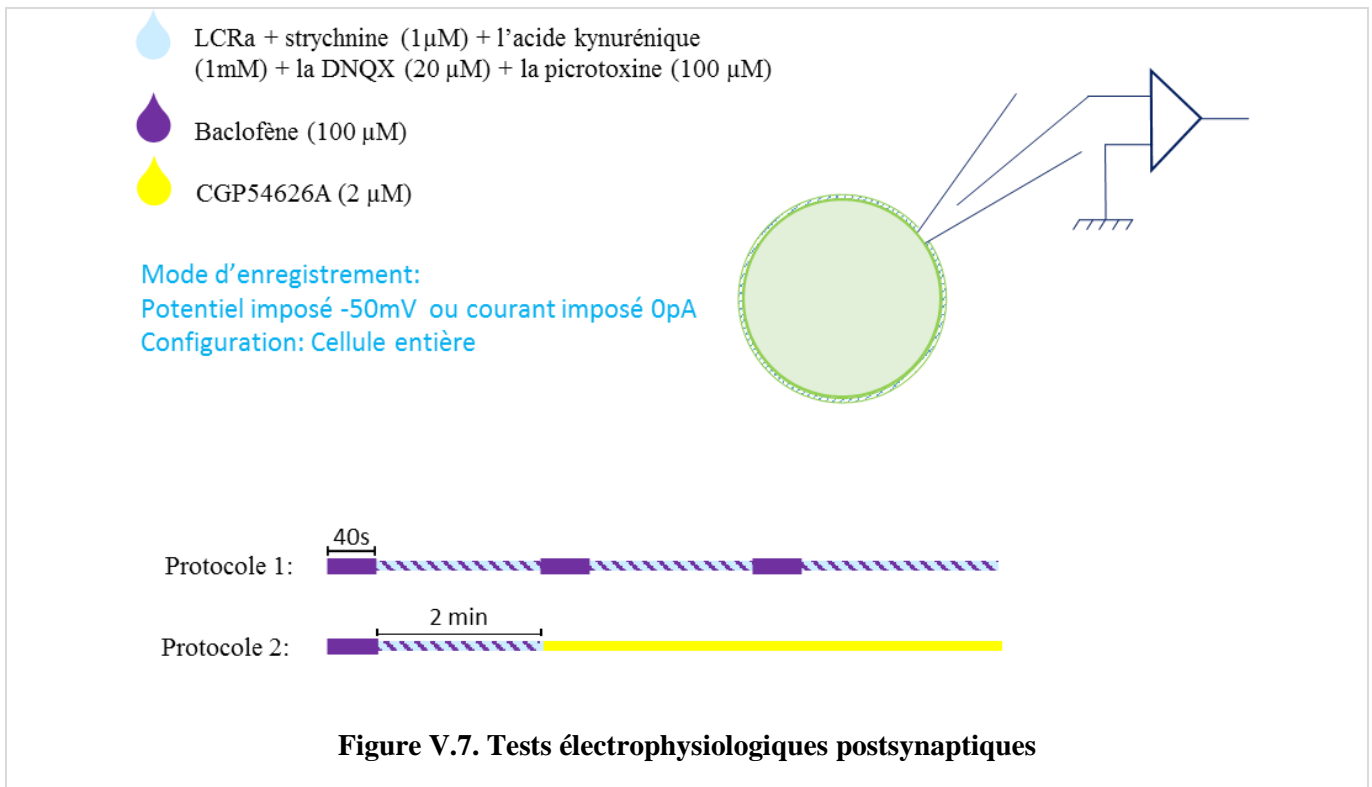 LCRa + strychnine (1µM) + l’acide kynurénique
(1mM) + la DNQX (20 µM) + la picrotoxine (100 µM)
Baclofène (100 µM)
CGP54626A (2 µM)
Mode d’enregistrement:
Potentiel imposé -50mV ou courant imposé 0pA
Configuration: Cellule entière
40s
Protocole 1:
2 min
Protocole 2:
Figure V.7. Tests électrophysiologiques postsynaptiques